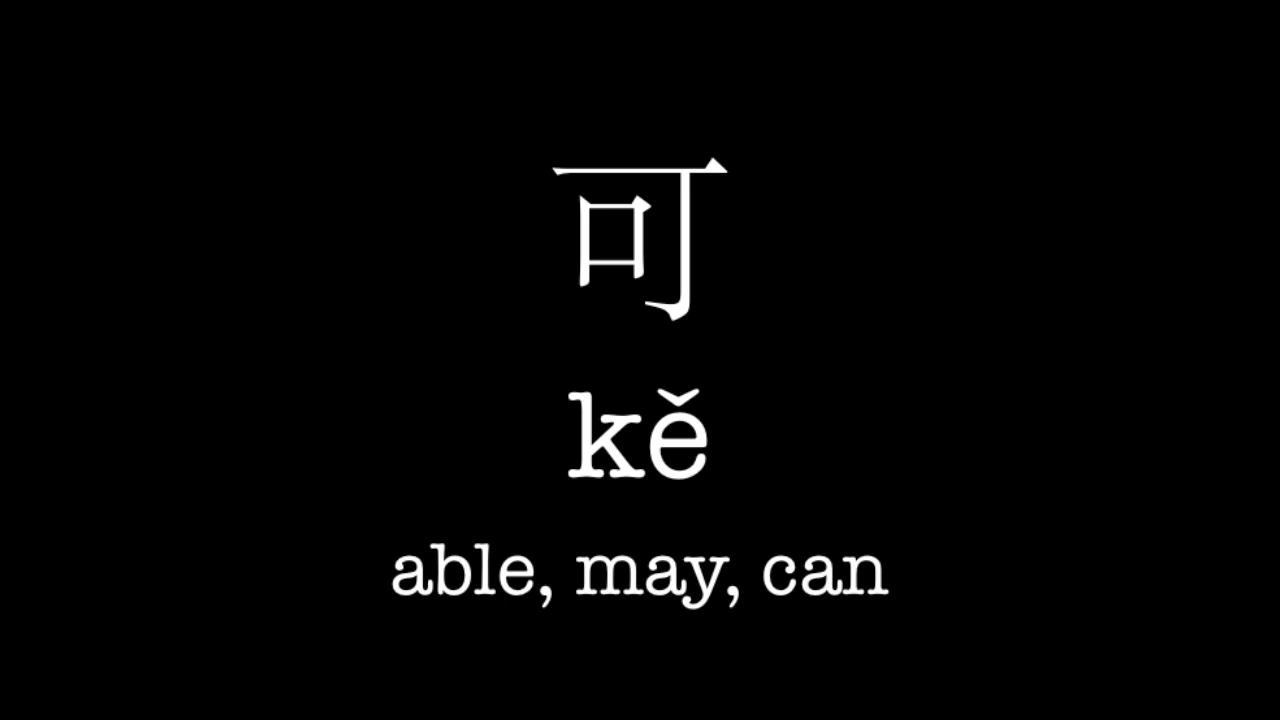 可
kě
able, may, can